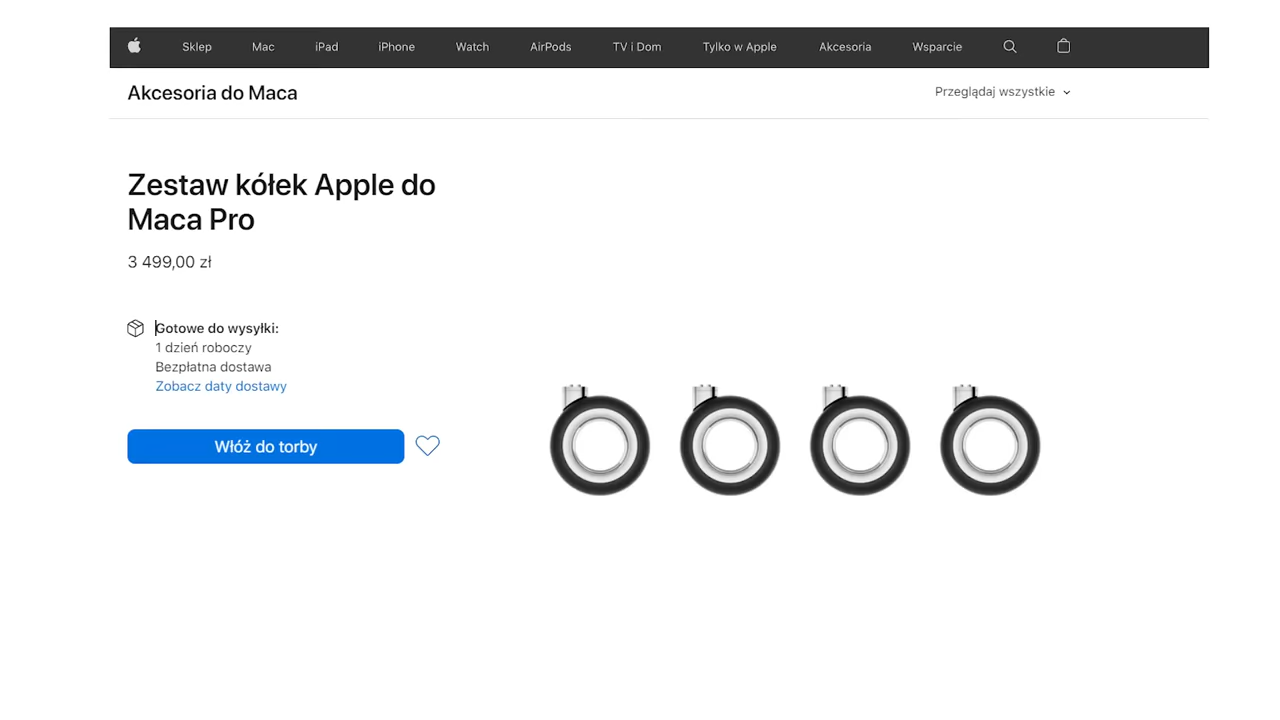 Sklep Mac iPad iPhone Watch AirPods TV i Dom Tylko w Apple Akcesoria Wsparcie
Akcesoria do Maca
Przeglądaj wszystkie
Zestaw kółek Apple do
Maca Pro
3 499,00 zł
Gotowe do wysyłki:
1 dzień roboczy
Bezpłatna dostawa
Zobacz daty dostawy
Włóż do torby